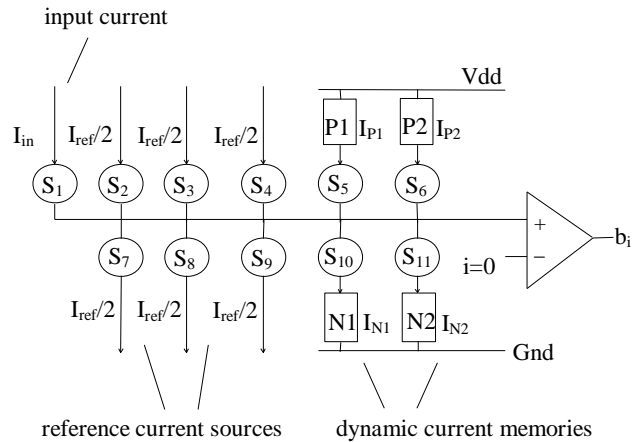 input current
Vdd
I_in I_ref/2 I_ref/2 I_ref/2 P1 I_P1 P2 I_P2
S_1 S_2 S_3 S_4 S_5 S_6
+
b_i
S_7 S_8 S_9 S_10 S_11 i=0 −
I_ref/2 I_ref/2 I_ref/2 N1 I_N1 N2 I_N2
Gnd
reference current sources dynamic current memories